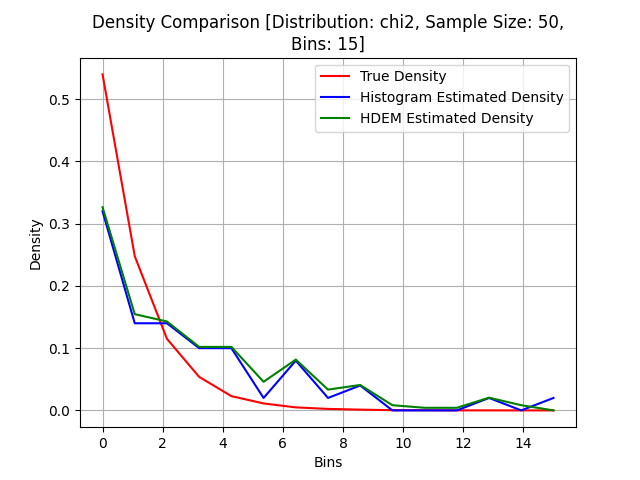 Density Comparison [Distribution: chi2, Sample Size: 50,
Bins: 15]
True Density
Histogram Estimated Density
HDEM Estimated Density
Density
0.5
0.4
0.3
0.2
0.1
0.0
0 2 4 6 8 10 12 14
Bins